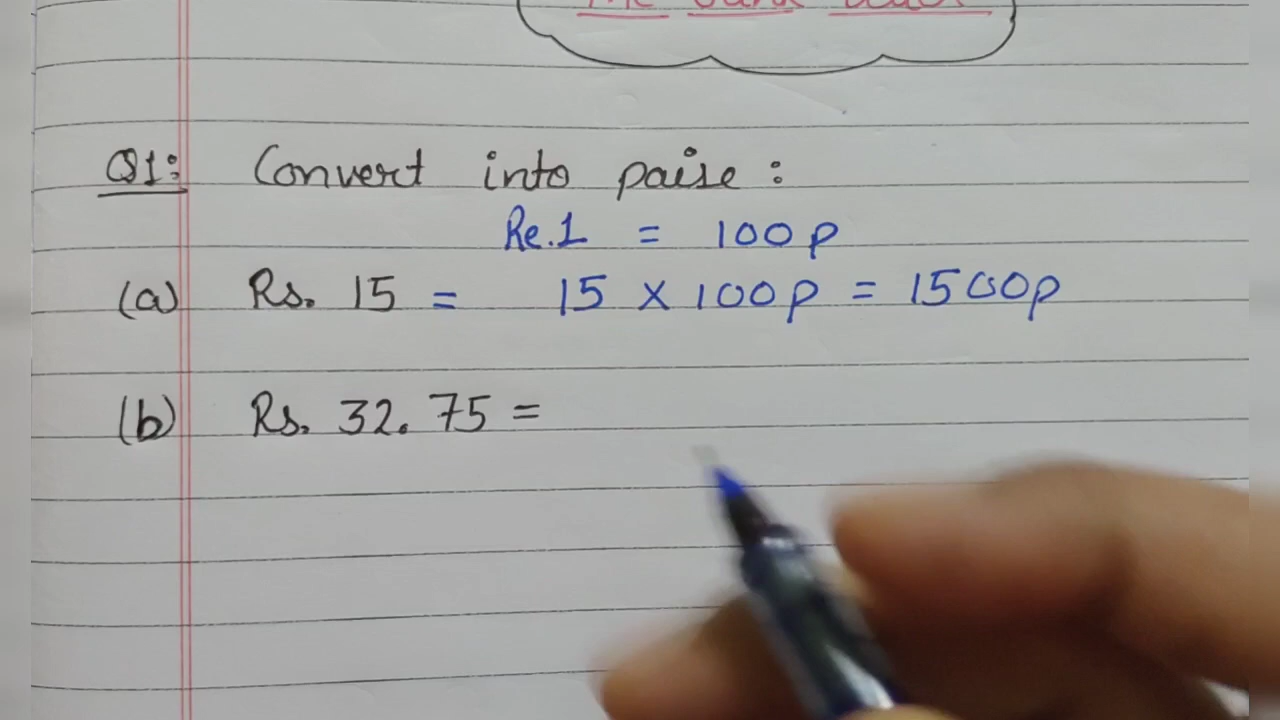 Q1: Convert into paise :
Re.1 = 100p
(a) Rs. 15 = 15 x 100p = 1500p
(b) Rs. 32.75 =